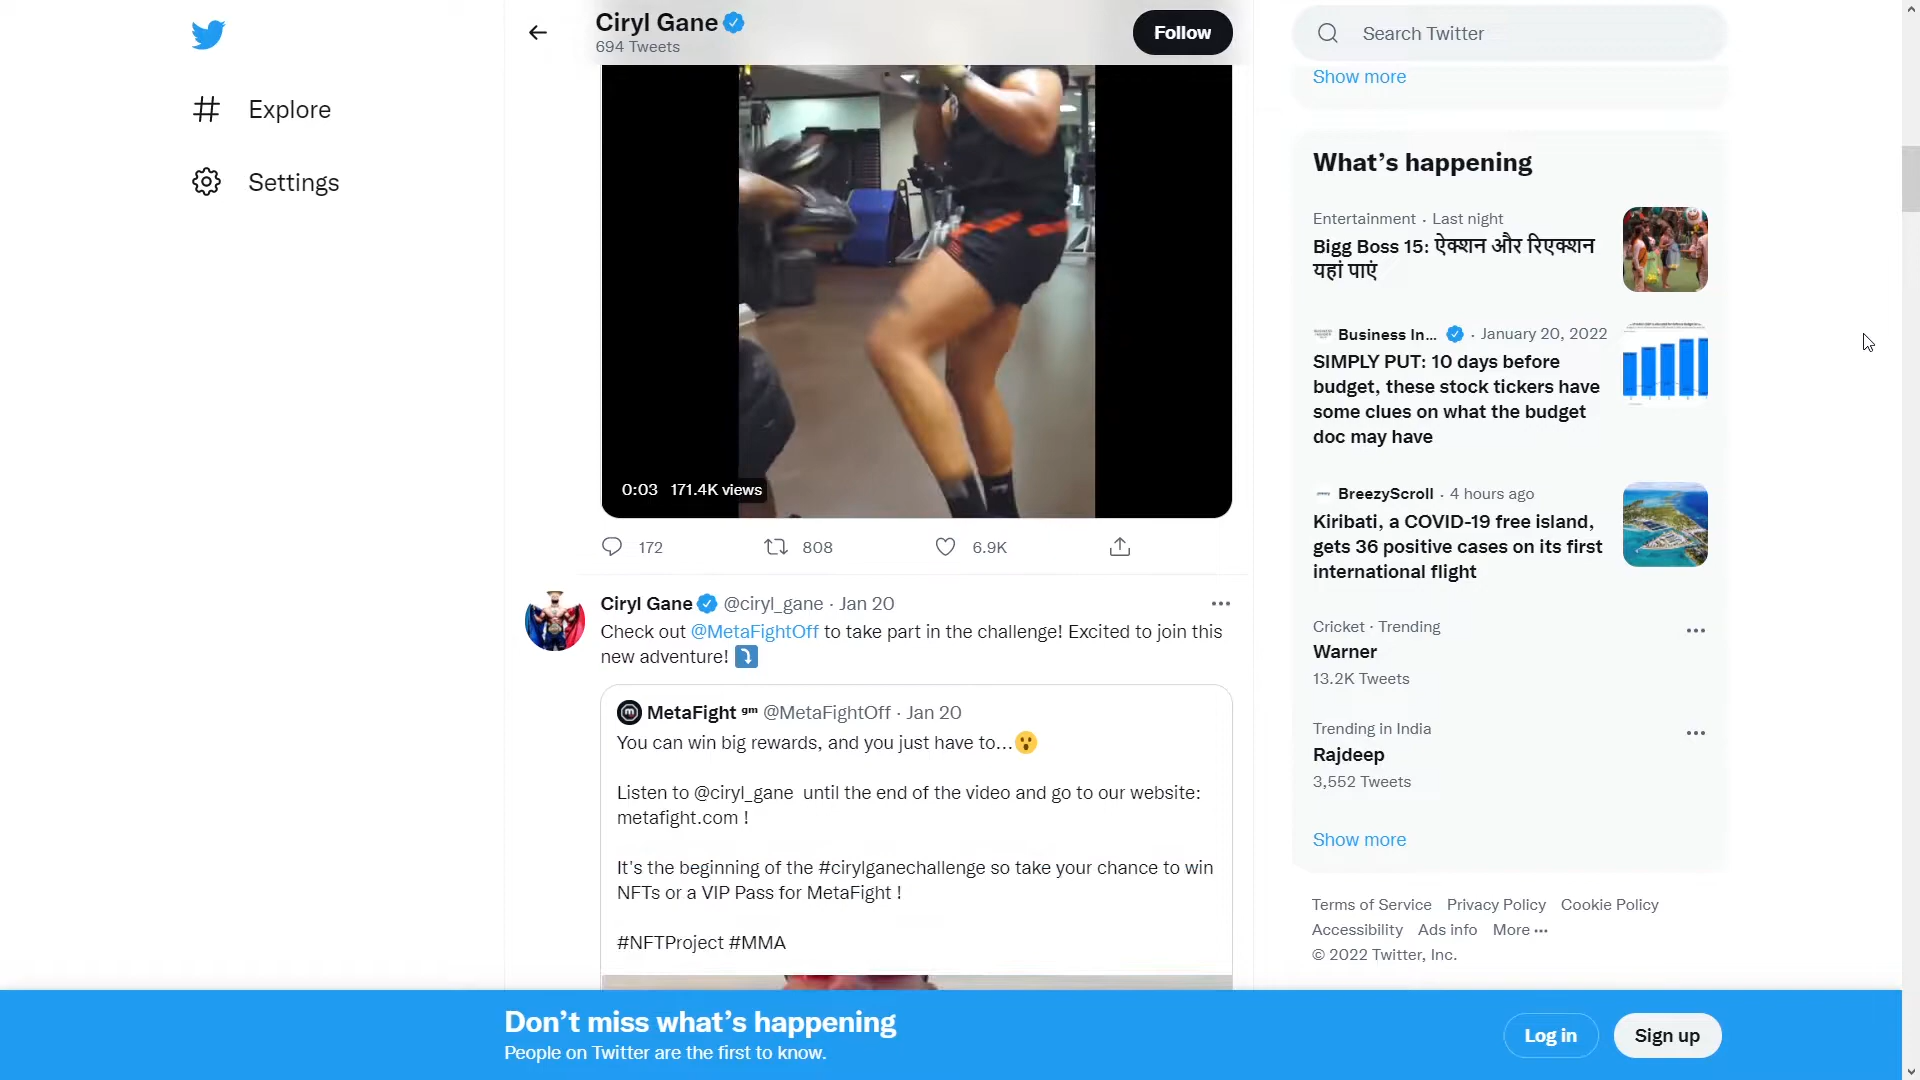 Explore
Settings
Ciryl Gane
694 Tweets
Follow
0:03 171.4K views
172 808 6.9K
Ciryl Gane @ciryl_gane · Jan 20
Check out @MetaFightOff to take part in the challenge! Excited to join this
new adventure! ⤵️
MetaFight ᵍᵐ @MetaFightOff · Jan 20
You can win big rewards, and you just have to...😮
Listen to @ciryl_gane until the end of the video and go to our website:
metafight.com !
It's the beginning of the #cirylganechallenge so take your chance to win
NFTs or a VIP Pass for MetaFight !
#NFTProject #MMA
Search Twitter
Show more
What’s happening
Entertainment · Last night
Bigg Boss 15: ऐक्शन और रिएक्शन
यहां पाएं
Business In... · January 20, 2022
SIMPLY PUT: 10 days before
budget, these stock tickers have
some clues on what the budget
doc may have
BreezyScroll · 4 hours ago
Kiribati, a COVID-19 free island,
gets 36 positive cases on its first
international flight
Cricket · Trending
Warner
13.2K Tweets
Trending in India
Rajdeep
3,552 Tweets
Show more
Terms of Service Privacy Policy Cookie Policy
Accessibility Ads info More ···
© 2022 Twitter, Inc.
Don’t miss what’s happening
People on Twitter are the first to know.
Log in
Sign up